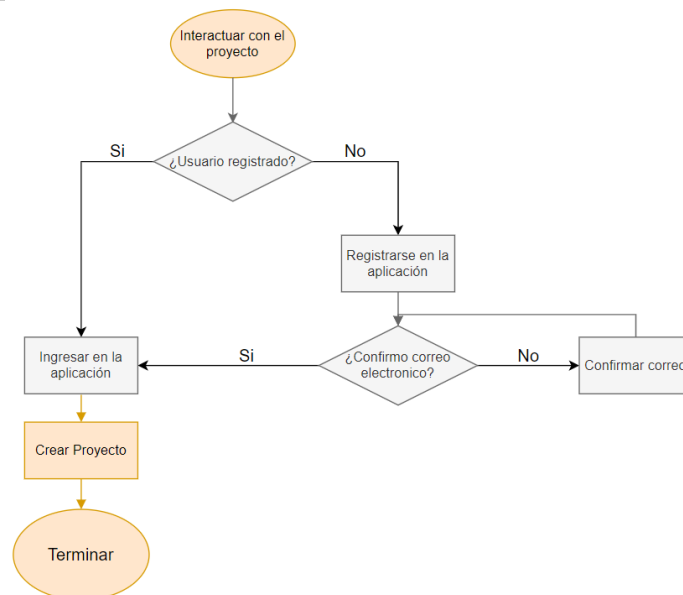 Interactuar con el
proyecto
¿Usuario registrado?
Si
No
Registrarse en la
aplicación
Ingresar en la
aplicación
Si
¿Confirmo correo
electronico?
No
Confirmar correo
Crear Proyecto
Terminar